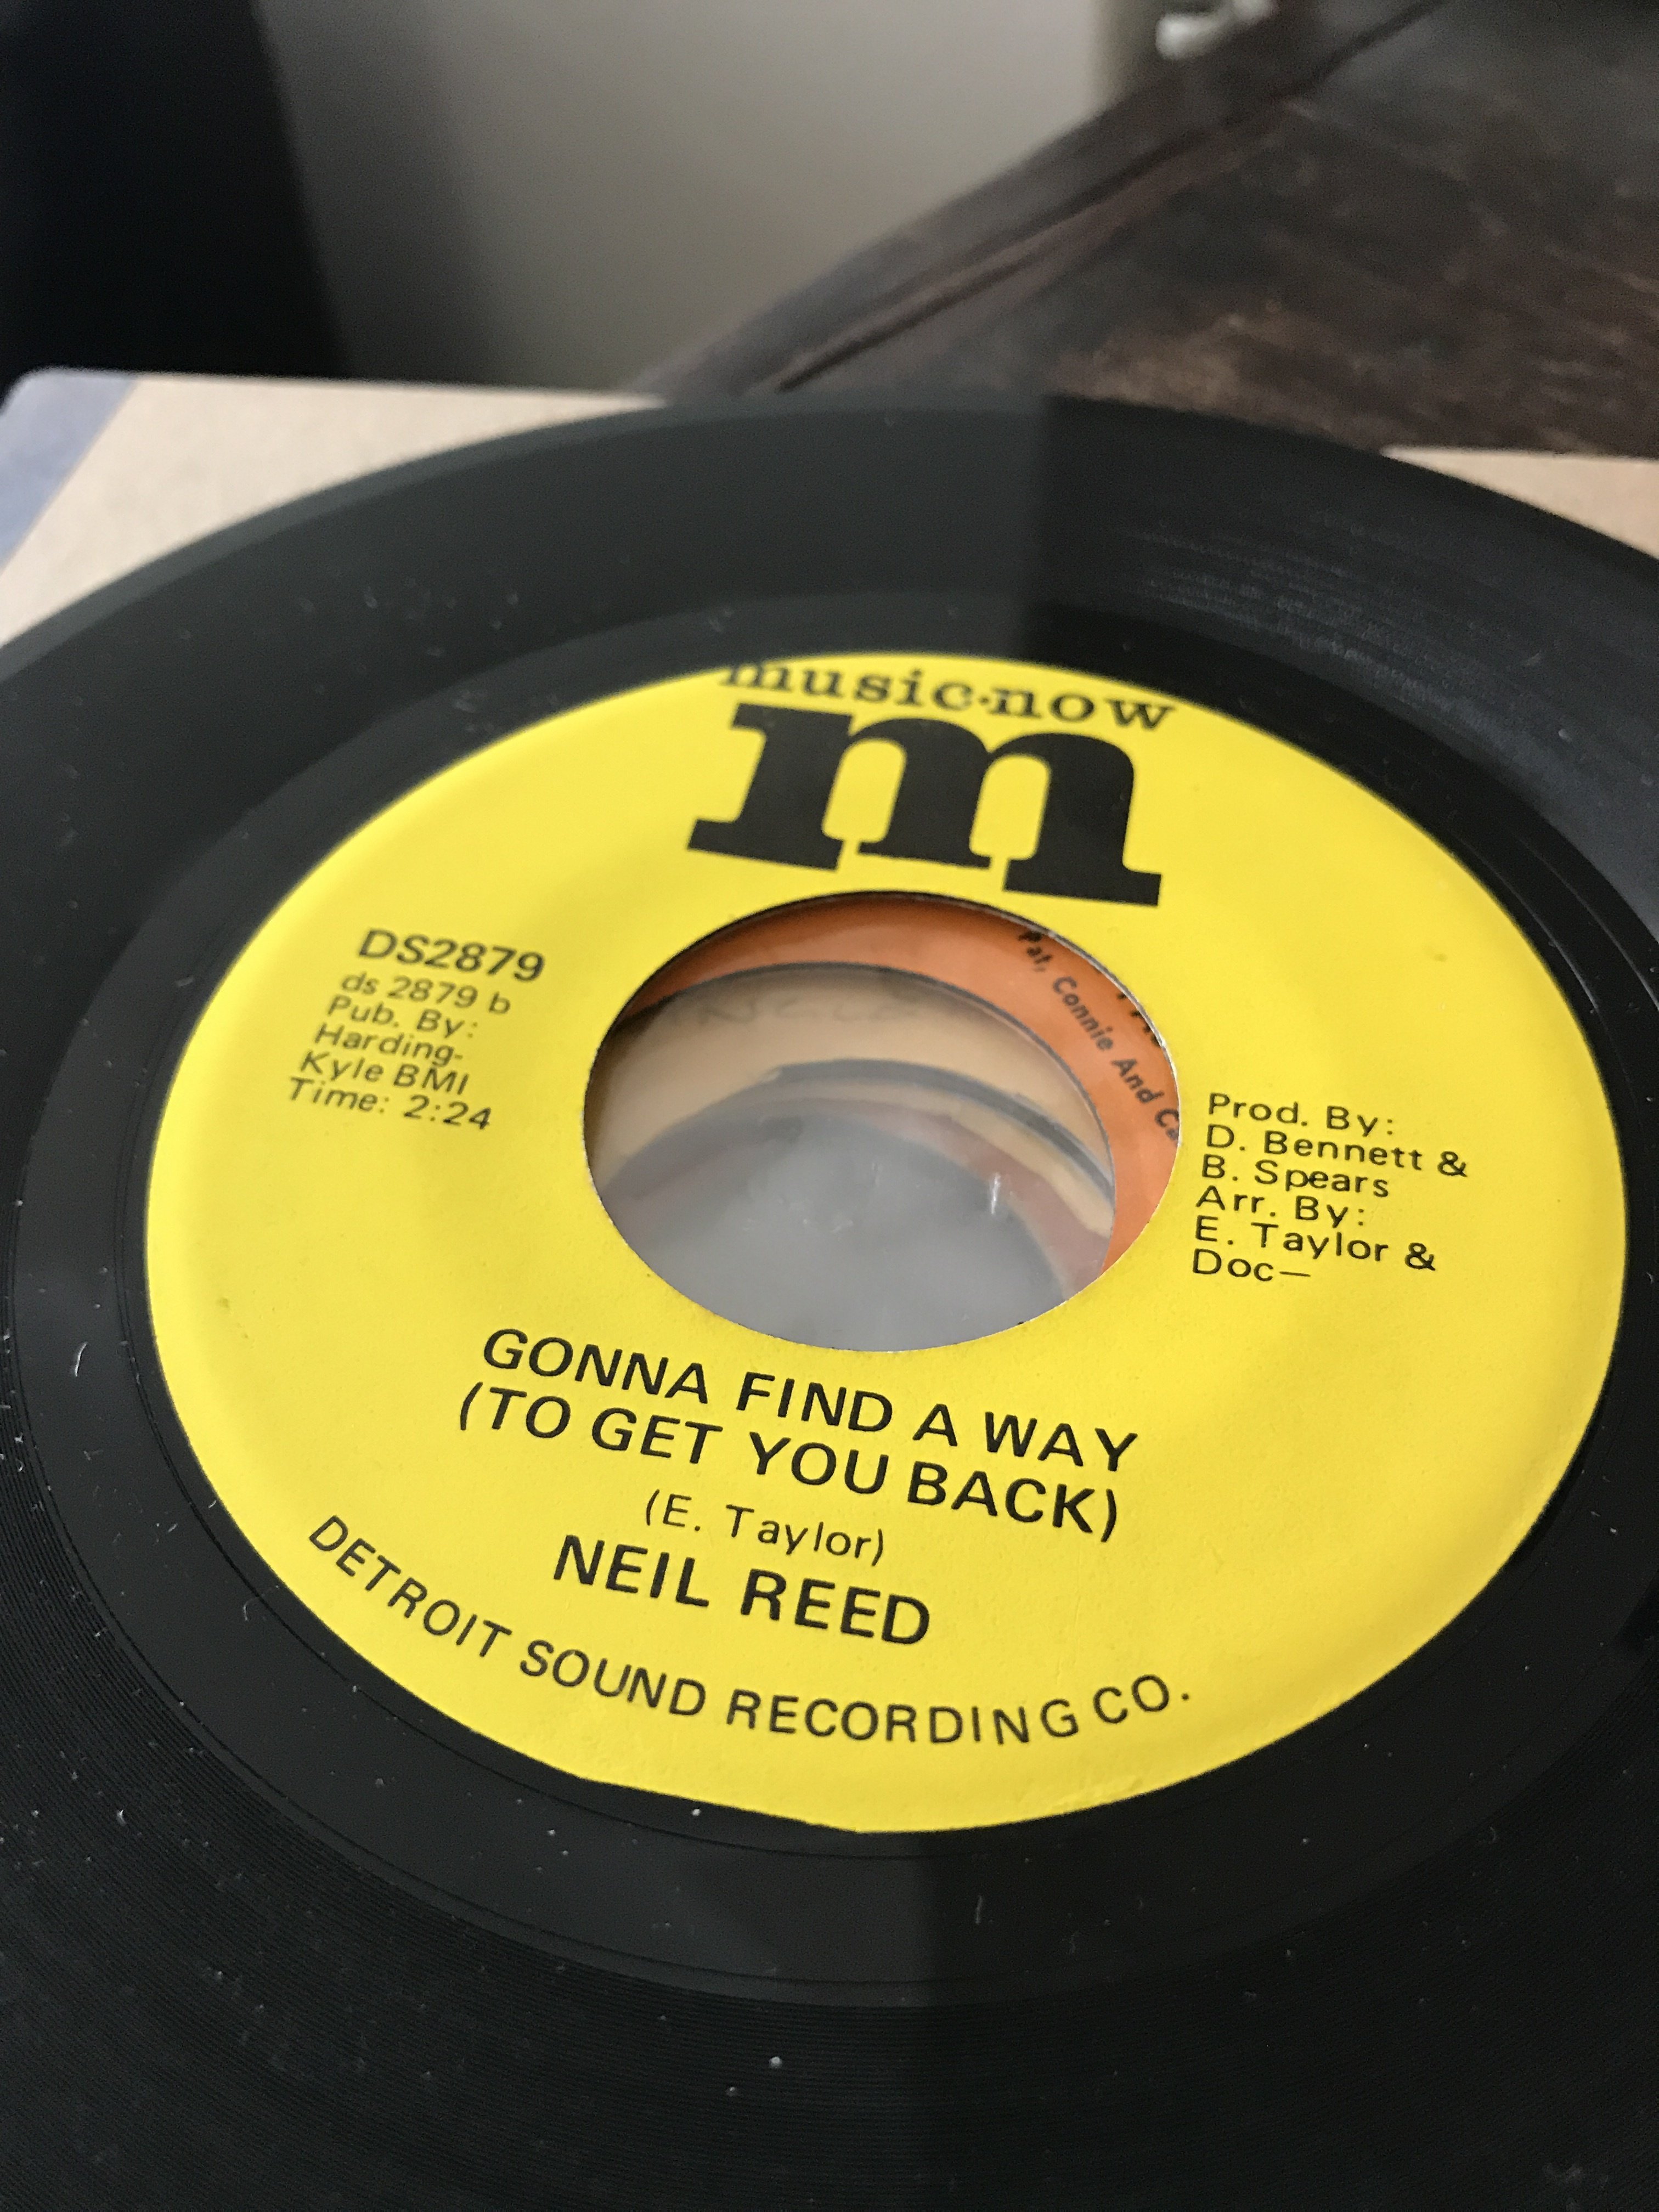 music·now
m
DS2879
ds 2879 b
Pub. By:
Harding-
Kyle BMI
Time: 2:24
Pat, Connie And
Prod. By:
D. Bennett &
B. Spears
Arr. By:
E. Taylor &
Doc—
GONNA FIND A WAY
(TO GET YOU BACK)
(E. Taylor)
NEIL REED
DETROIT SOUND RECORDING CO.